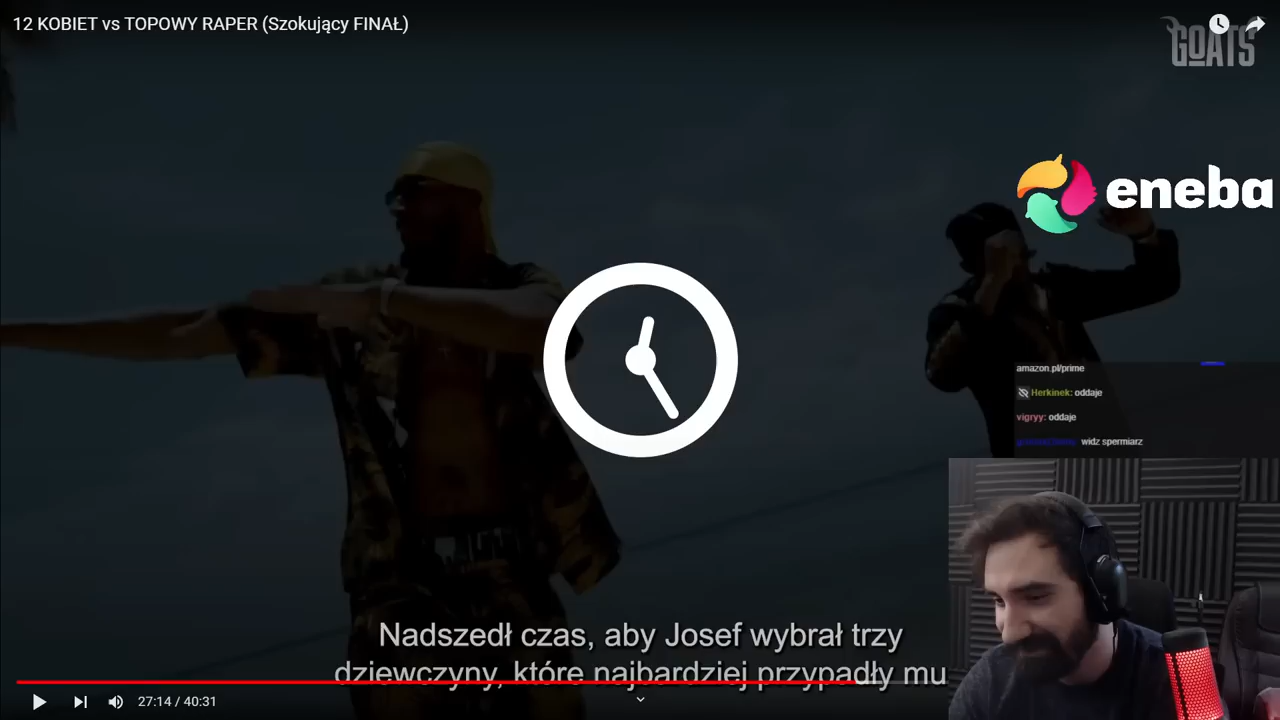 12 KOBIET vs TOPOWY RAPER (Szokujący FINAŁ)
GOATS
eneba
amazon.pl/prime
Herkinek: oddaje
vigryy: oddaje
widz spermiarz
Nadszedł czas, aby Josef wybrał trzy
dziewczyny, które najbardziej przypadły mu
27:14 / 40:31